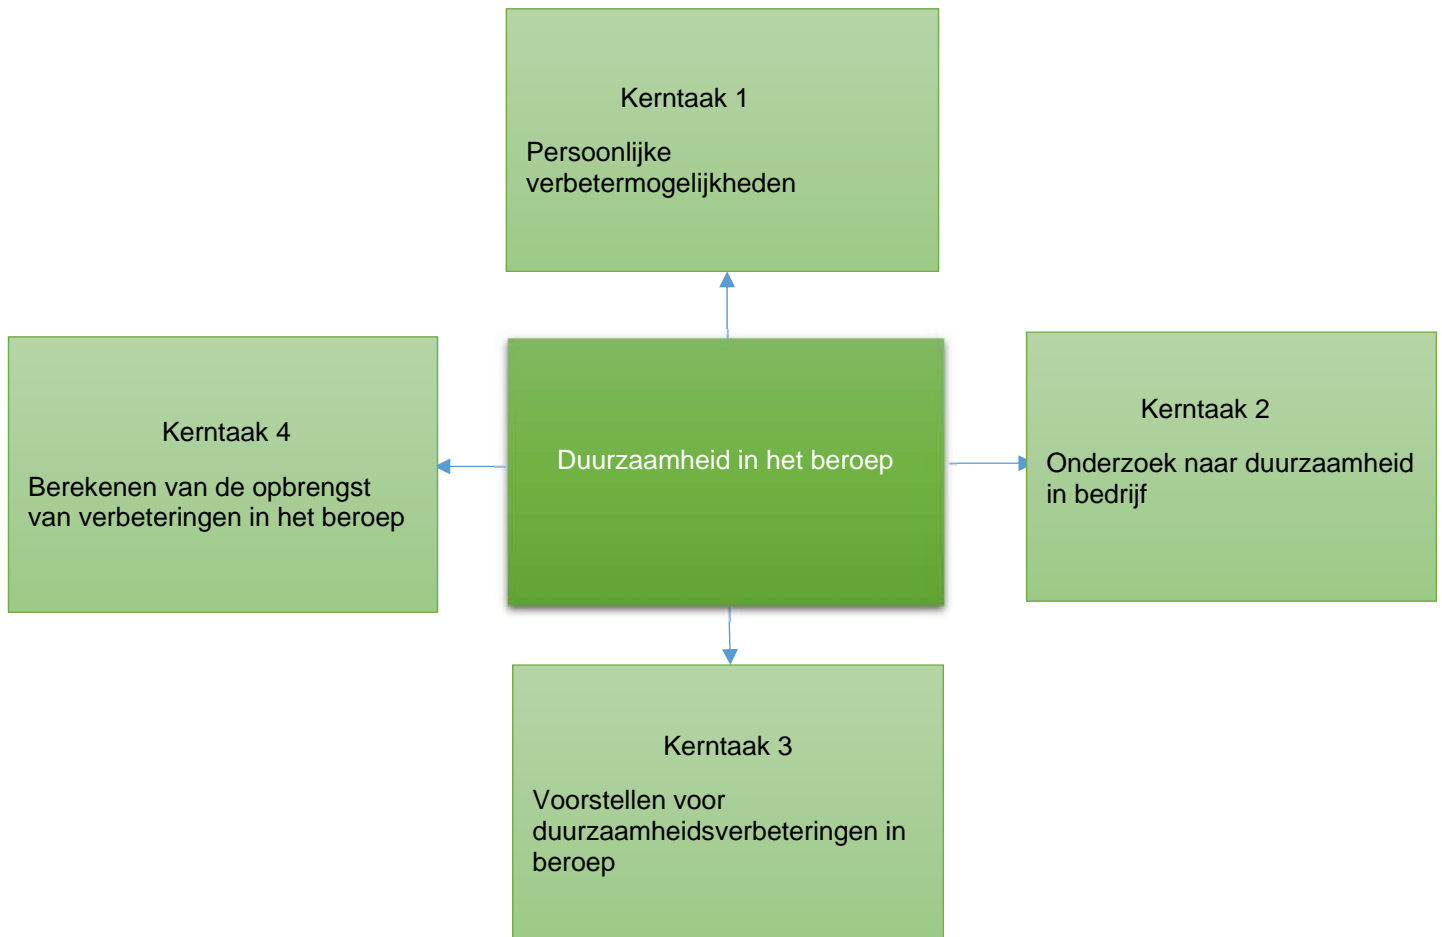 Kerntaak 1
Persoonlijke
verbetermogelijkheden
Kerntaak 4
Berekenen van de opbrengst
van verbeteringen in het beroep
Duurzaamheid in het beroep
Kerntaak 2
Onderzoek naar duurzaamheid
in bedrijf
Kerntaak 3
Voorstellen voor
duurzaamheidsverbeteringen in
beroep